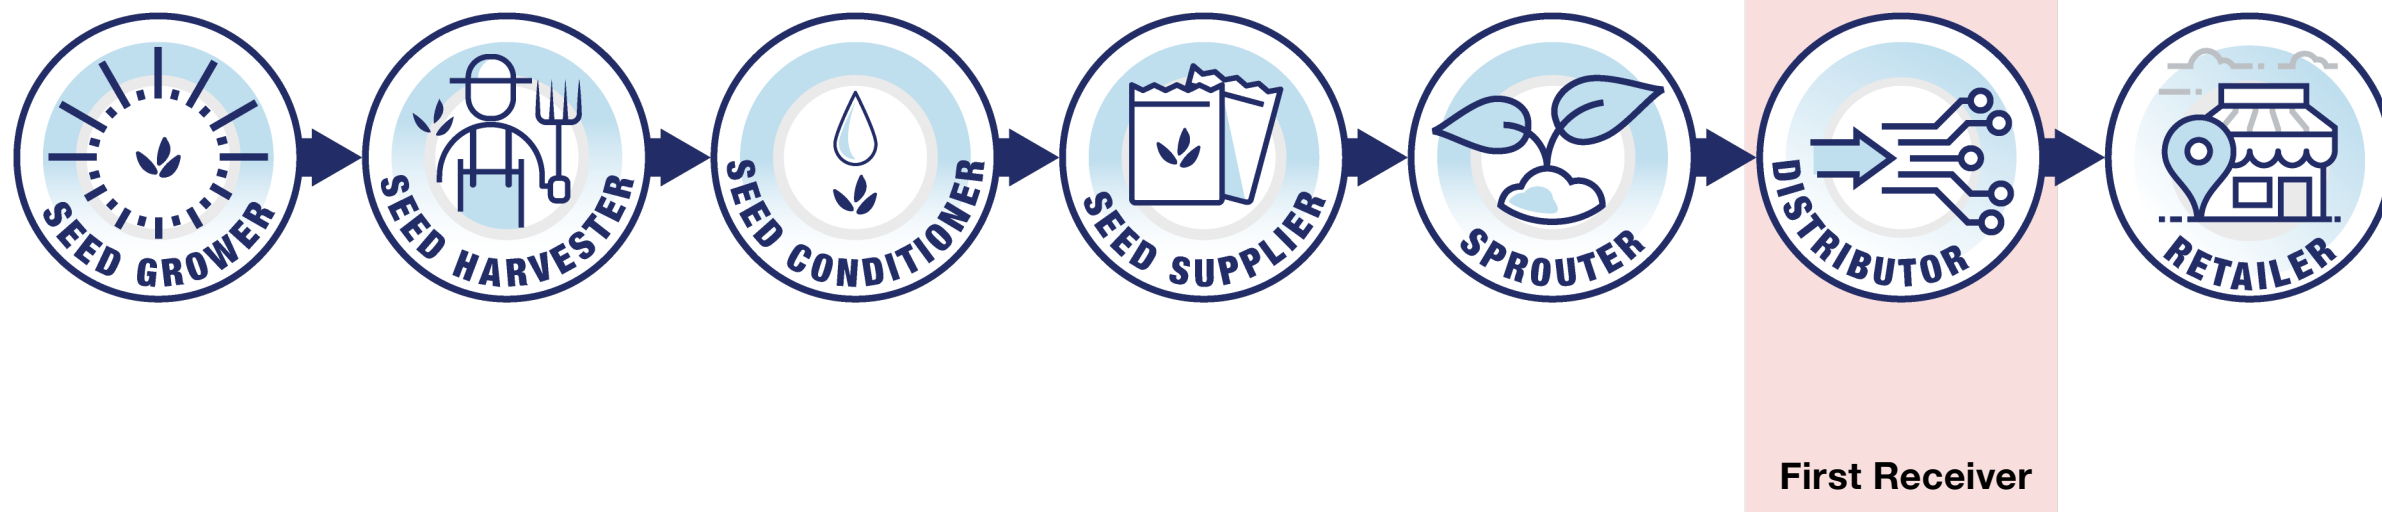 SEED GROWER
SEED HARVESTER
SEED CONDITIONER
SEED SUPPLIER
SPROUTER
DISTRIBUTOR
RETAILER
First Receiver